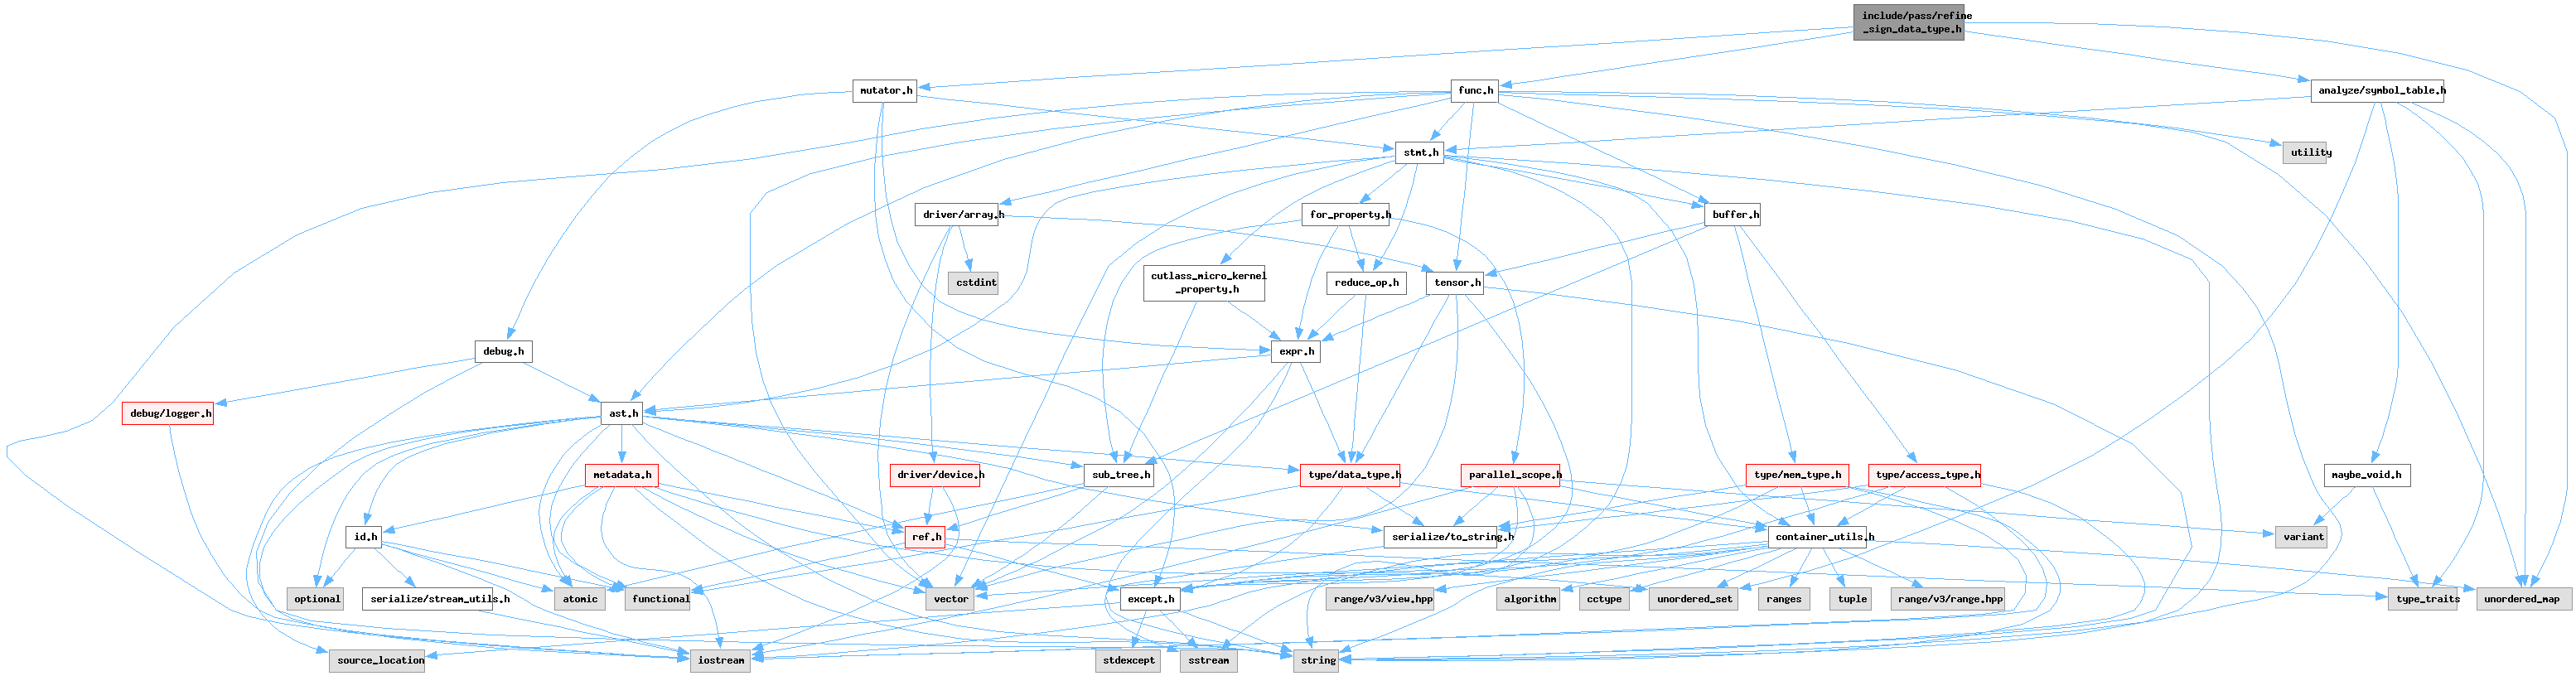 include/pass/refine
_sign_data_type.h
mutator.h
func.h
analyze/symbol_table.h
stmt.h
utility
driver/array.h
for_property.h
buffer.h
cstdint
cutlass_micro_kernel
_property.h
reduce_op.h
tensor.h
debug.h
expr.h
debug/logger.h
ast.h
metadata.h
driver/device.h
sub_tree.h
type/data_type.h
parallel_scope.h
type/mem_type.h
type/access_type.h
maybe_void.h
id.h
ref.h
serialize/to_string.h
container_utils.h
variant
optional
serialize/stream_utils.h
atomic
functional
vector
except.h
range/v3/view.hpp
algorithm
cctype
unordered_set
ranges
tuple
range/v3/range.hpp
type_traits
unordered_map
source_location
iostream
stdexcept
sstream
string